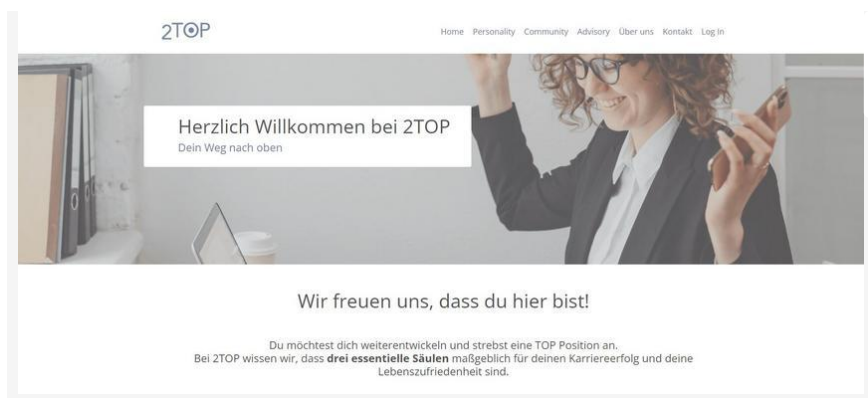 2TOP
Home Personality Community Advisory Über uns Kontakt Log In
Herzlich Willkommen bei 2TOP
Dein Weg nach oben
Wir freuen uns, dass du hier bist!
Du möchtest dich weiterentwickeln und strebst eine TOP Position an.
Bei 2TOP wissen wir, dass drei essentielle Säulen maßgeblich für deinen Karriereerfolg und deine
Lebenszufriedenheit sind.